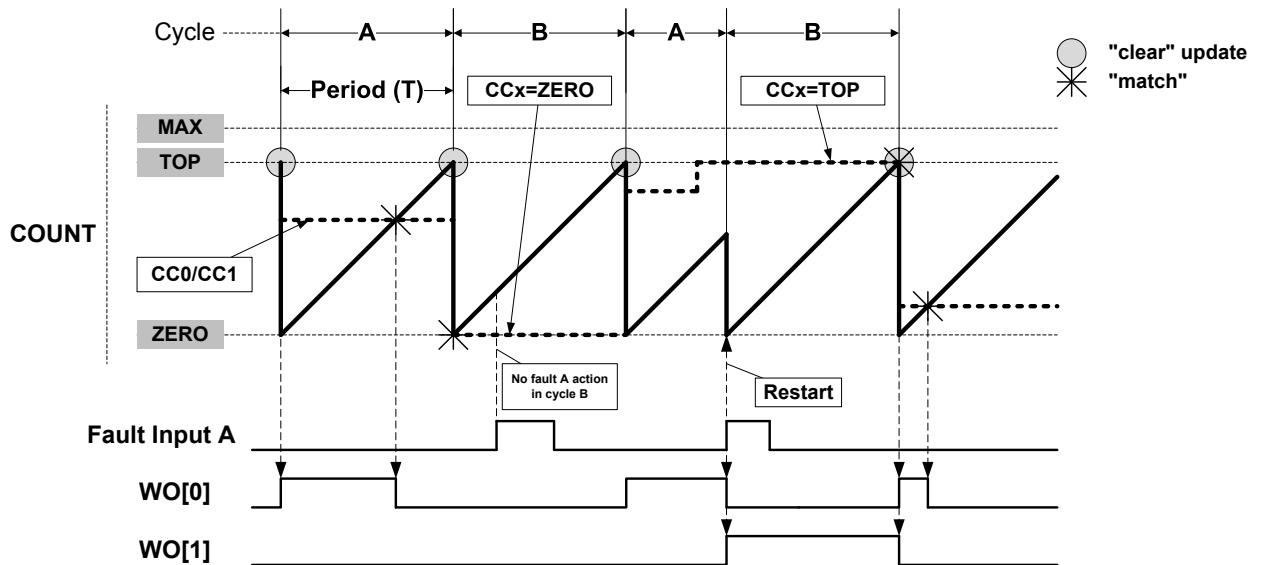 Cycle
A
B
A
B
"clear" update
"match"
Period (T)
CCx=ZERO
CCx=TOP
MAX
TOP
COUNT
CC0/CC1
ZERO
No fault A action
in cycle B
Restart
Fault Input A
WO[0]
WO[1]